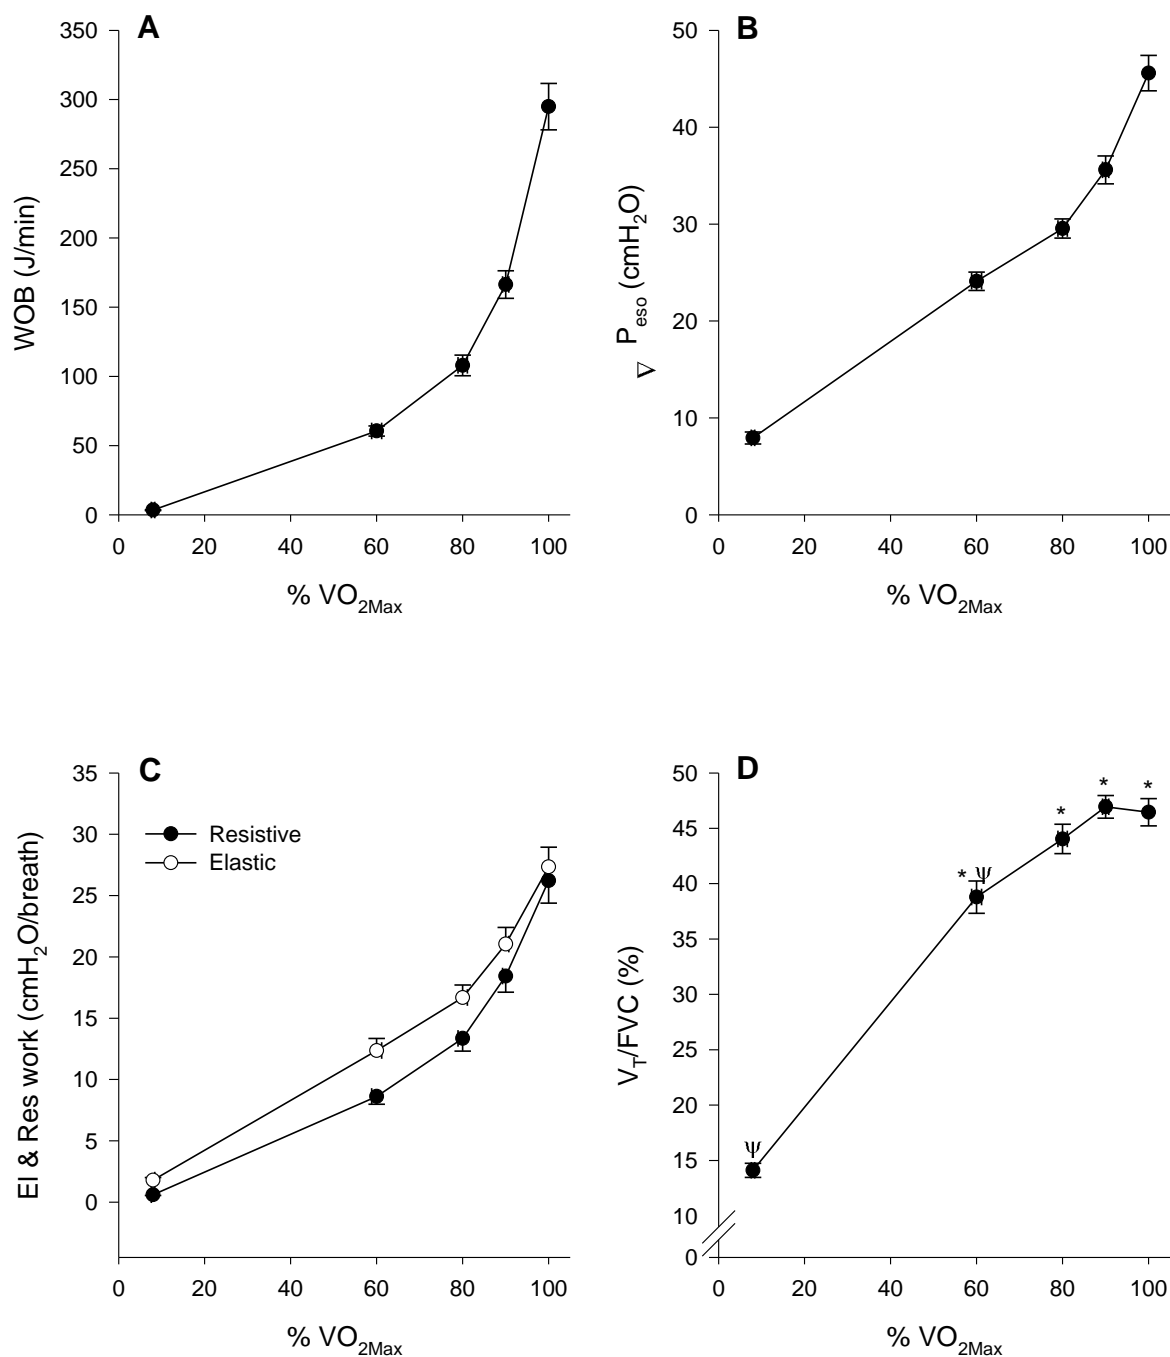 A
350
300
250
200
150
100
50
0
WOB (J/min)
0 20 40 60 80 100
% VO2Max
B
50
40
30
20
10
0
∇ Peso (cmH2O)
0 20 40 60 80 100
% VO2Max
C
35
30
25
20
15
10
5
0
El & Res work (cmH2O/breath)
Resistive
Elastic
0 20 40 60 80 100
% VO2Max
D
50
45
40
35
30
25
20
15
10
0
VT/FVC (%)
* * *
* ψ
ψ
0 20 40 60 80 100
% VO2Max